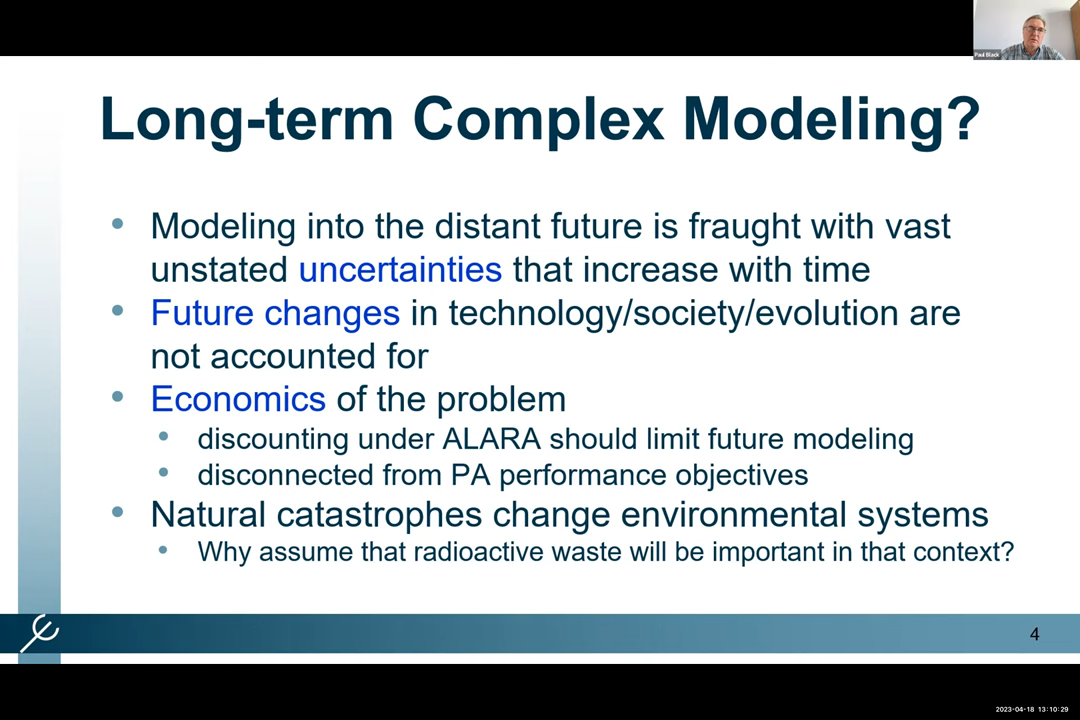 Paul Black
Long-term Complex Modeling?
• Modeling into the distant future is fraught with vast
unstated uncertainties that increase with time
• Future changes in technology/society/evolution are
not accounted for
• Economics of the problem
• discounting under ALARA should limit future modeling
• disconnected from PA performance objectives
• Natural catastrophes change environmental systems
• Why assume that radioactive waste will be important in that context?
4
2023-04-18 13:10:29